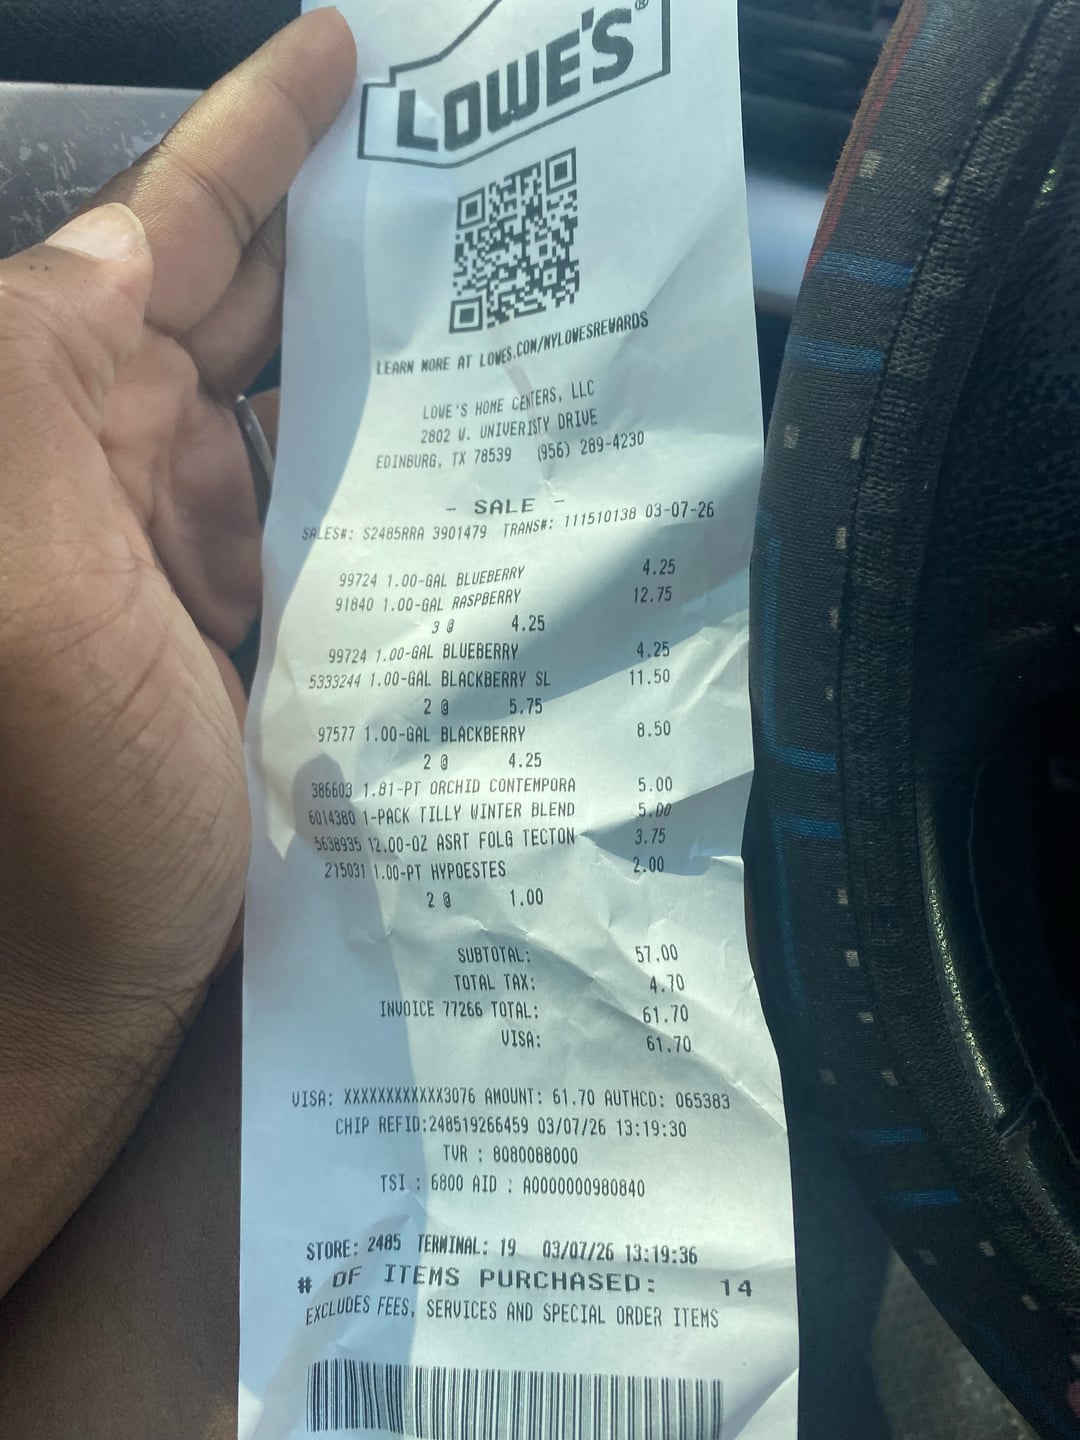 LOWE'S®
LEARN MORE AT LOWES.COM/MYLOWESREWARDS
LOWE'S HOME CENTERS, LLC
2802 W. UNIVERISTY DRIVE
EDINBURG, TX 78539 (956) 289-4230
- SALE -
SALES#: S2485RRA 3901479 TRANS#: 111510138 03-07-26
99724 1.00-GAL BLUEBERRY 4.25
91840 1.00-GAL RASPBERRY 12.75
3 @ 4.25
99724 1.00-GAL BLUEBERRY 4.25
5333244 1.00-GAL BLACKBERRY SL 11.50
2 @ 5.75
97577 1.00-GAL BLACKBERRY 8.50
2 @ 4.25
386603 1.81-PT ORCHID CONTEMPORA 5.00
6014380 1-PACK TILLY WINTER BLEND 5.00
5638935 12.00-OZ ASRT FOLG TECTON 3.75
215031 1.00-PT HYPOESTES 2.00
2 @ 1.00
SUBTOTAL: 57.00
TOTAL TAX: 4.70
INVOICE 77266 TOTAL: 61.70
VISA: 61.70
VISA: XXXXXXXXXXXX3076 AMOUNT: 61.70 AUTHCD: 065383
CHIP REFID:248519266459 03/07/26 13:19:30
TVR : 8080088000
TSI : 6800 AID : A0000000980840
STORE: 2485 TERMINAL: 19 03/07/26 13:19:36
# OF ITEMS PURCHASED: 14
EXCLUDES FEES, SERVICES AND SPECIAL ORDER ITEMS